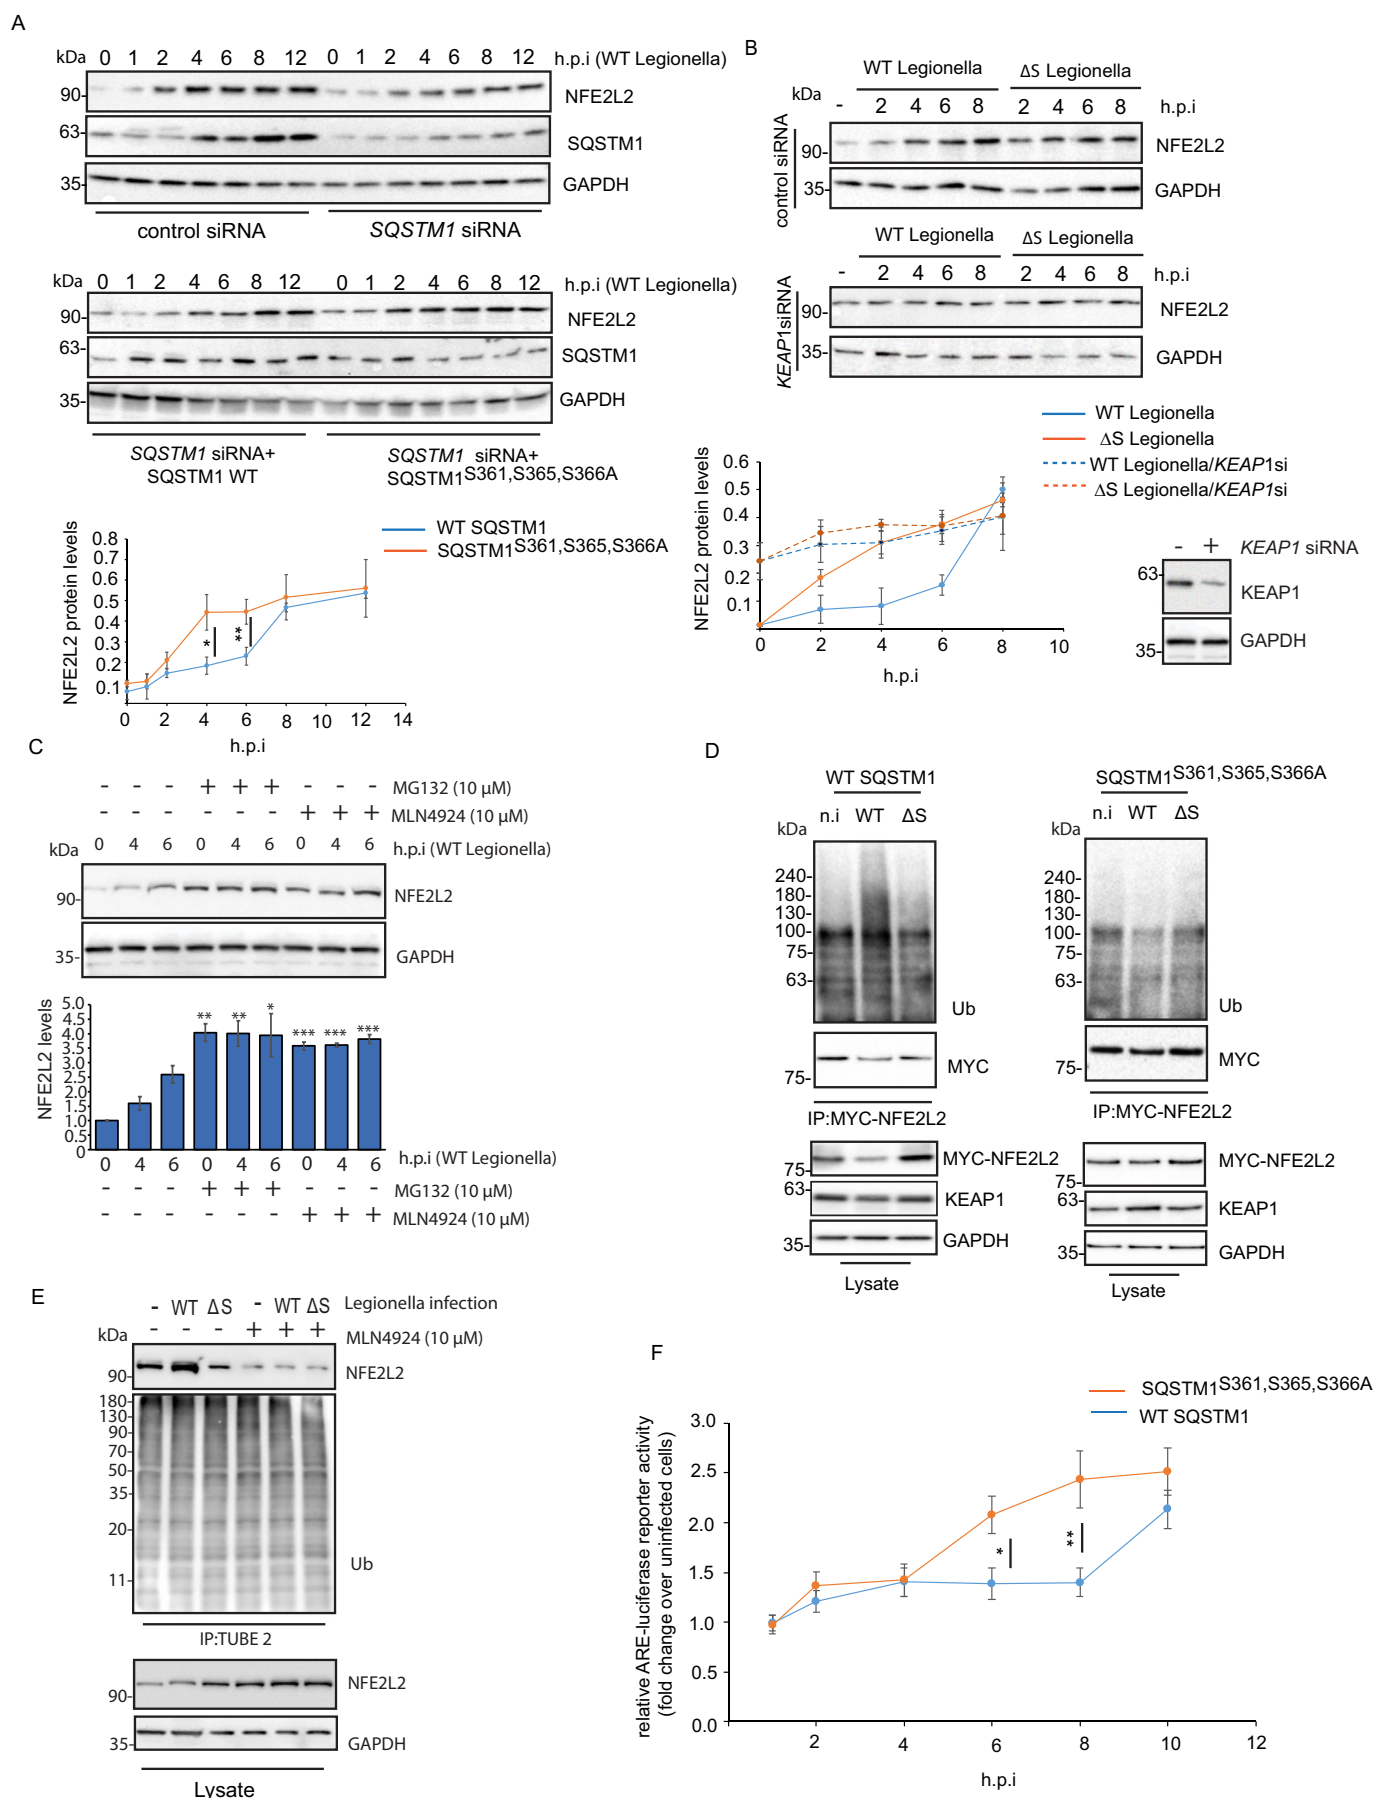 A
kDa 0 1 2 4 6 8 12 0 1 2 4 6 8 12 h.p.i (WT Legionella)
90- NFE2L2
63- SQSTM1
35- GAPDH
control siRNA SQSTM1 siRNA
kDa 0 1 2 4 6 8 12 0 1 2 4 6 8 12 h.p.i (WT Legionella)
90- NFE2L2
63- SQSTM1
35- GAPDH
SQSTM1 siRNA+ SQSTM1 siRNA+
SQSTM1 WT SQSTM1S361,S365,S366A
WT SQSTM1
SQSTM1S361,S365,S366A
NFE2L2 protein levels
0.8
0.7
0.6
0.5
0.4
0.3
0.2
0.1
* **
0 2 4 6 8 10 12 14
h.p.i
B
WT Legionella ΔS Legionella
kDa - 2 4 6 8 2 4 6 8 h.p.i
control siRNA
90- NFE2L2
35- GAPDH
WT Legionella ΔS Legionella
- 2 4 6 8 2 4 6 8 h.p.i
KEAP1siRNA
90- NFE2L2
35- GAPDH
WT Legionella
ΔS Legionella
WT Legionella/KEAP1si
ΔS Legionella/KEAP1si
NFE2L2 protein levels
0.6
0.5
0.4
0.3
0.2
0.1
0 2 4 6 8 10
h.p.i
- + KEAP1 siRNA
63- KEAP1
35- GAPDH
C
- - - + + + - - - MG132 (10 µM)
- - - - - - + + + MLN4924 (10 µM)
kDa 0 4 6 0 4 6 0 4 6 h.p.i (WT Legionella)
90- NFE2L2
35- GAPDH
NFE2L2 levels
5.0
4.0
3.5
3.0
2.5
2.0
1.5
1.0
0.5
0
** ** * *** *** ***
0 4 6 0 4 6 0 4 6 h.p.i (WT Legionella)
- - - + + + - - - MG132 (10 µM)
- - - - - - + + + MLN4924 (10 µM)
D
WT SQSTM1 SQSTM1S361,S365,S366A
kDa n.i WT ΔS kDa n.i WT ΔS
240- 240-
180- 180-
130- 130-
100- 100-
75- 75-
63- 63-
Ub Ub
75- MYC 75- MYC
IP:MYC-NFE2L2 IP:MYC-NFE2L2
75- MYC-NFE2L2 75- MYC-NFE2L2
63- KEAP1 63- KEAP1
35- GAPDH 35- GAPDH
Lysate Lysate
E
- WT ΔS - WT ΔS Legionella infection
kDa - - - + + + MLN4924 (10 µM)
90- NFE2L2
180-
130-
90-
70-
50-
35-
20-
11-
Ub
IP:TUBE 2
90- NFE2L2
35- GAPDH
Lysate
F
SQSTM1S361,S365,S366A
WT SQSTM1
relative ARE-luciferase reporter activity
(fold change over uninfected cells)
3.0
2.5
2.0
1.5
1.0
0.5
0.0
* **
2 4 6 8 10 12
h.p.i